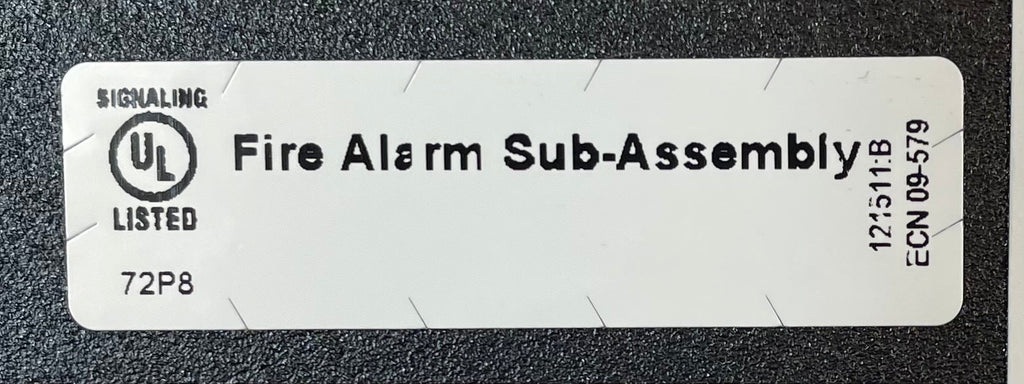 SIGNALING
UL
LISTED
72P8
Fire Alarm Sub-Assembly
121511:B
ECN 09-579